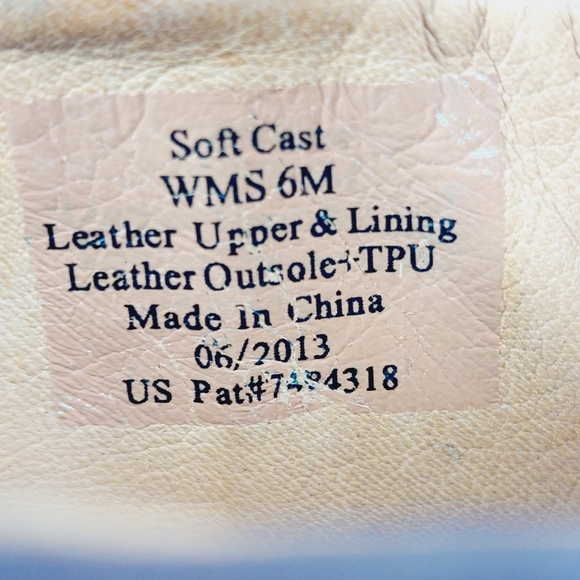 Soft Cast
WMS 6M
Leather Upper & Lining
Leather Outsole+TPU
Made In China
06/2013
US Pat#7484318